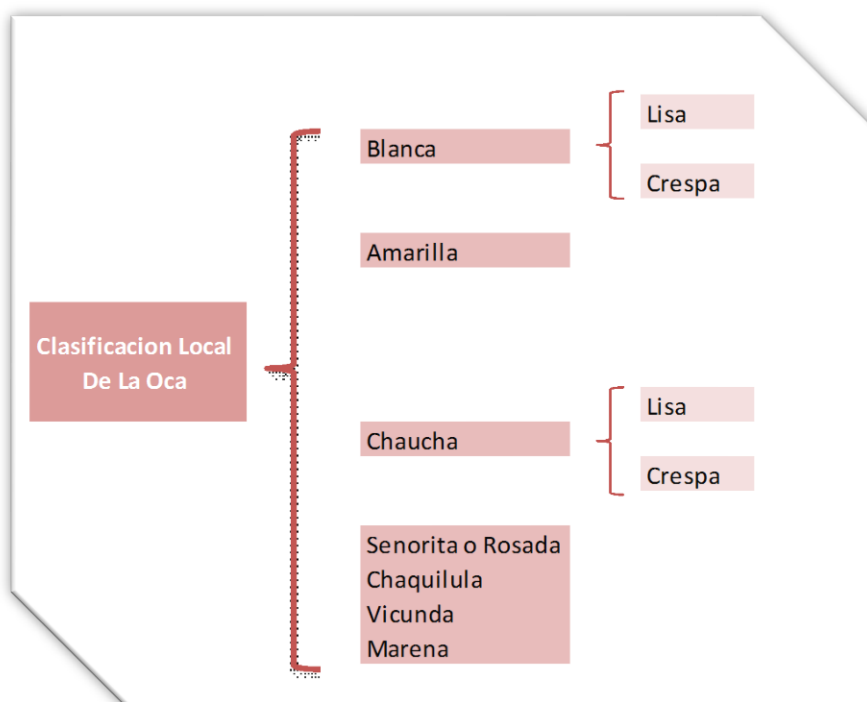 Clasificacion Local
De La Oca
Blanca
Lisa
Crespa
Amarilla
Chaucha
Lisa
Crespa
Senorita o Rosada
Chaquilula
Vicunda
Marena